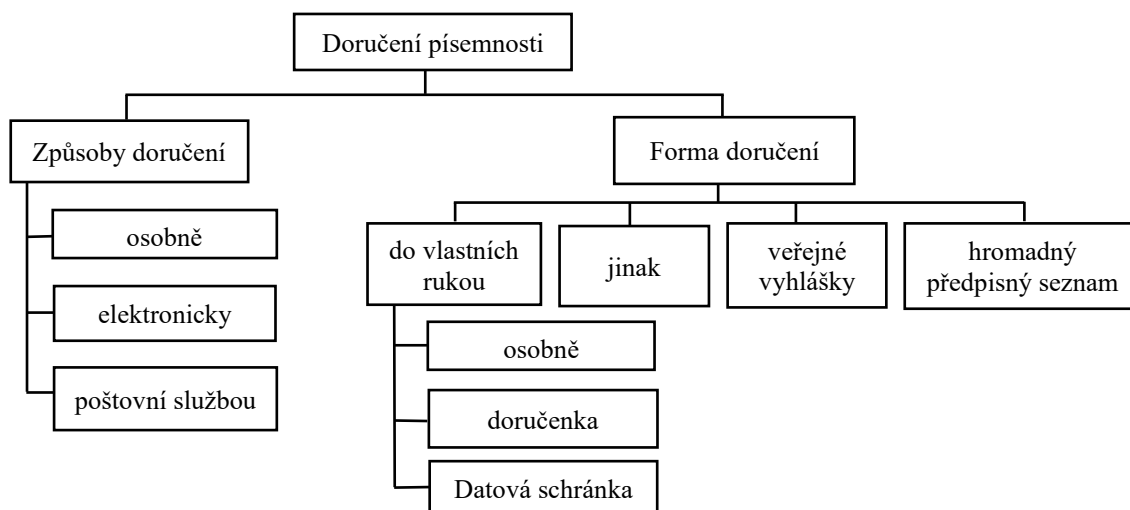 Doručení písemnosti
Způsoby doručení
osobně
elektronicky
poštovní službou
Forma doručení
do vlastních
rukou
jinak
veřejné
vyhlášky
hromadný
předpisný seznam
osobně
doručenka
Datová schránka